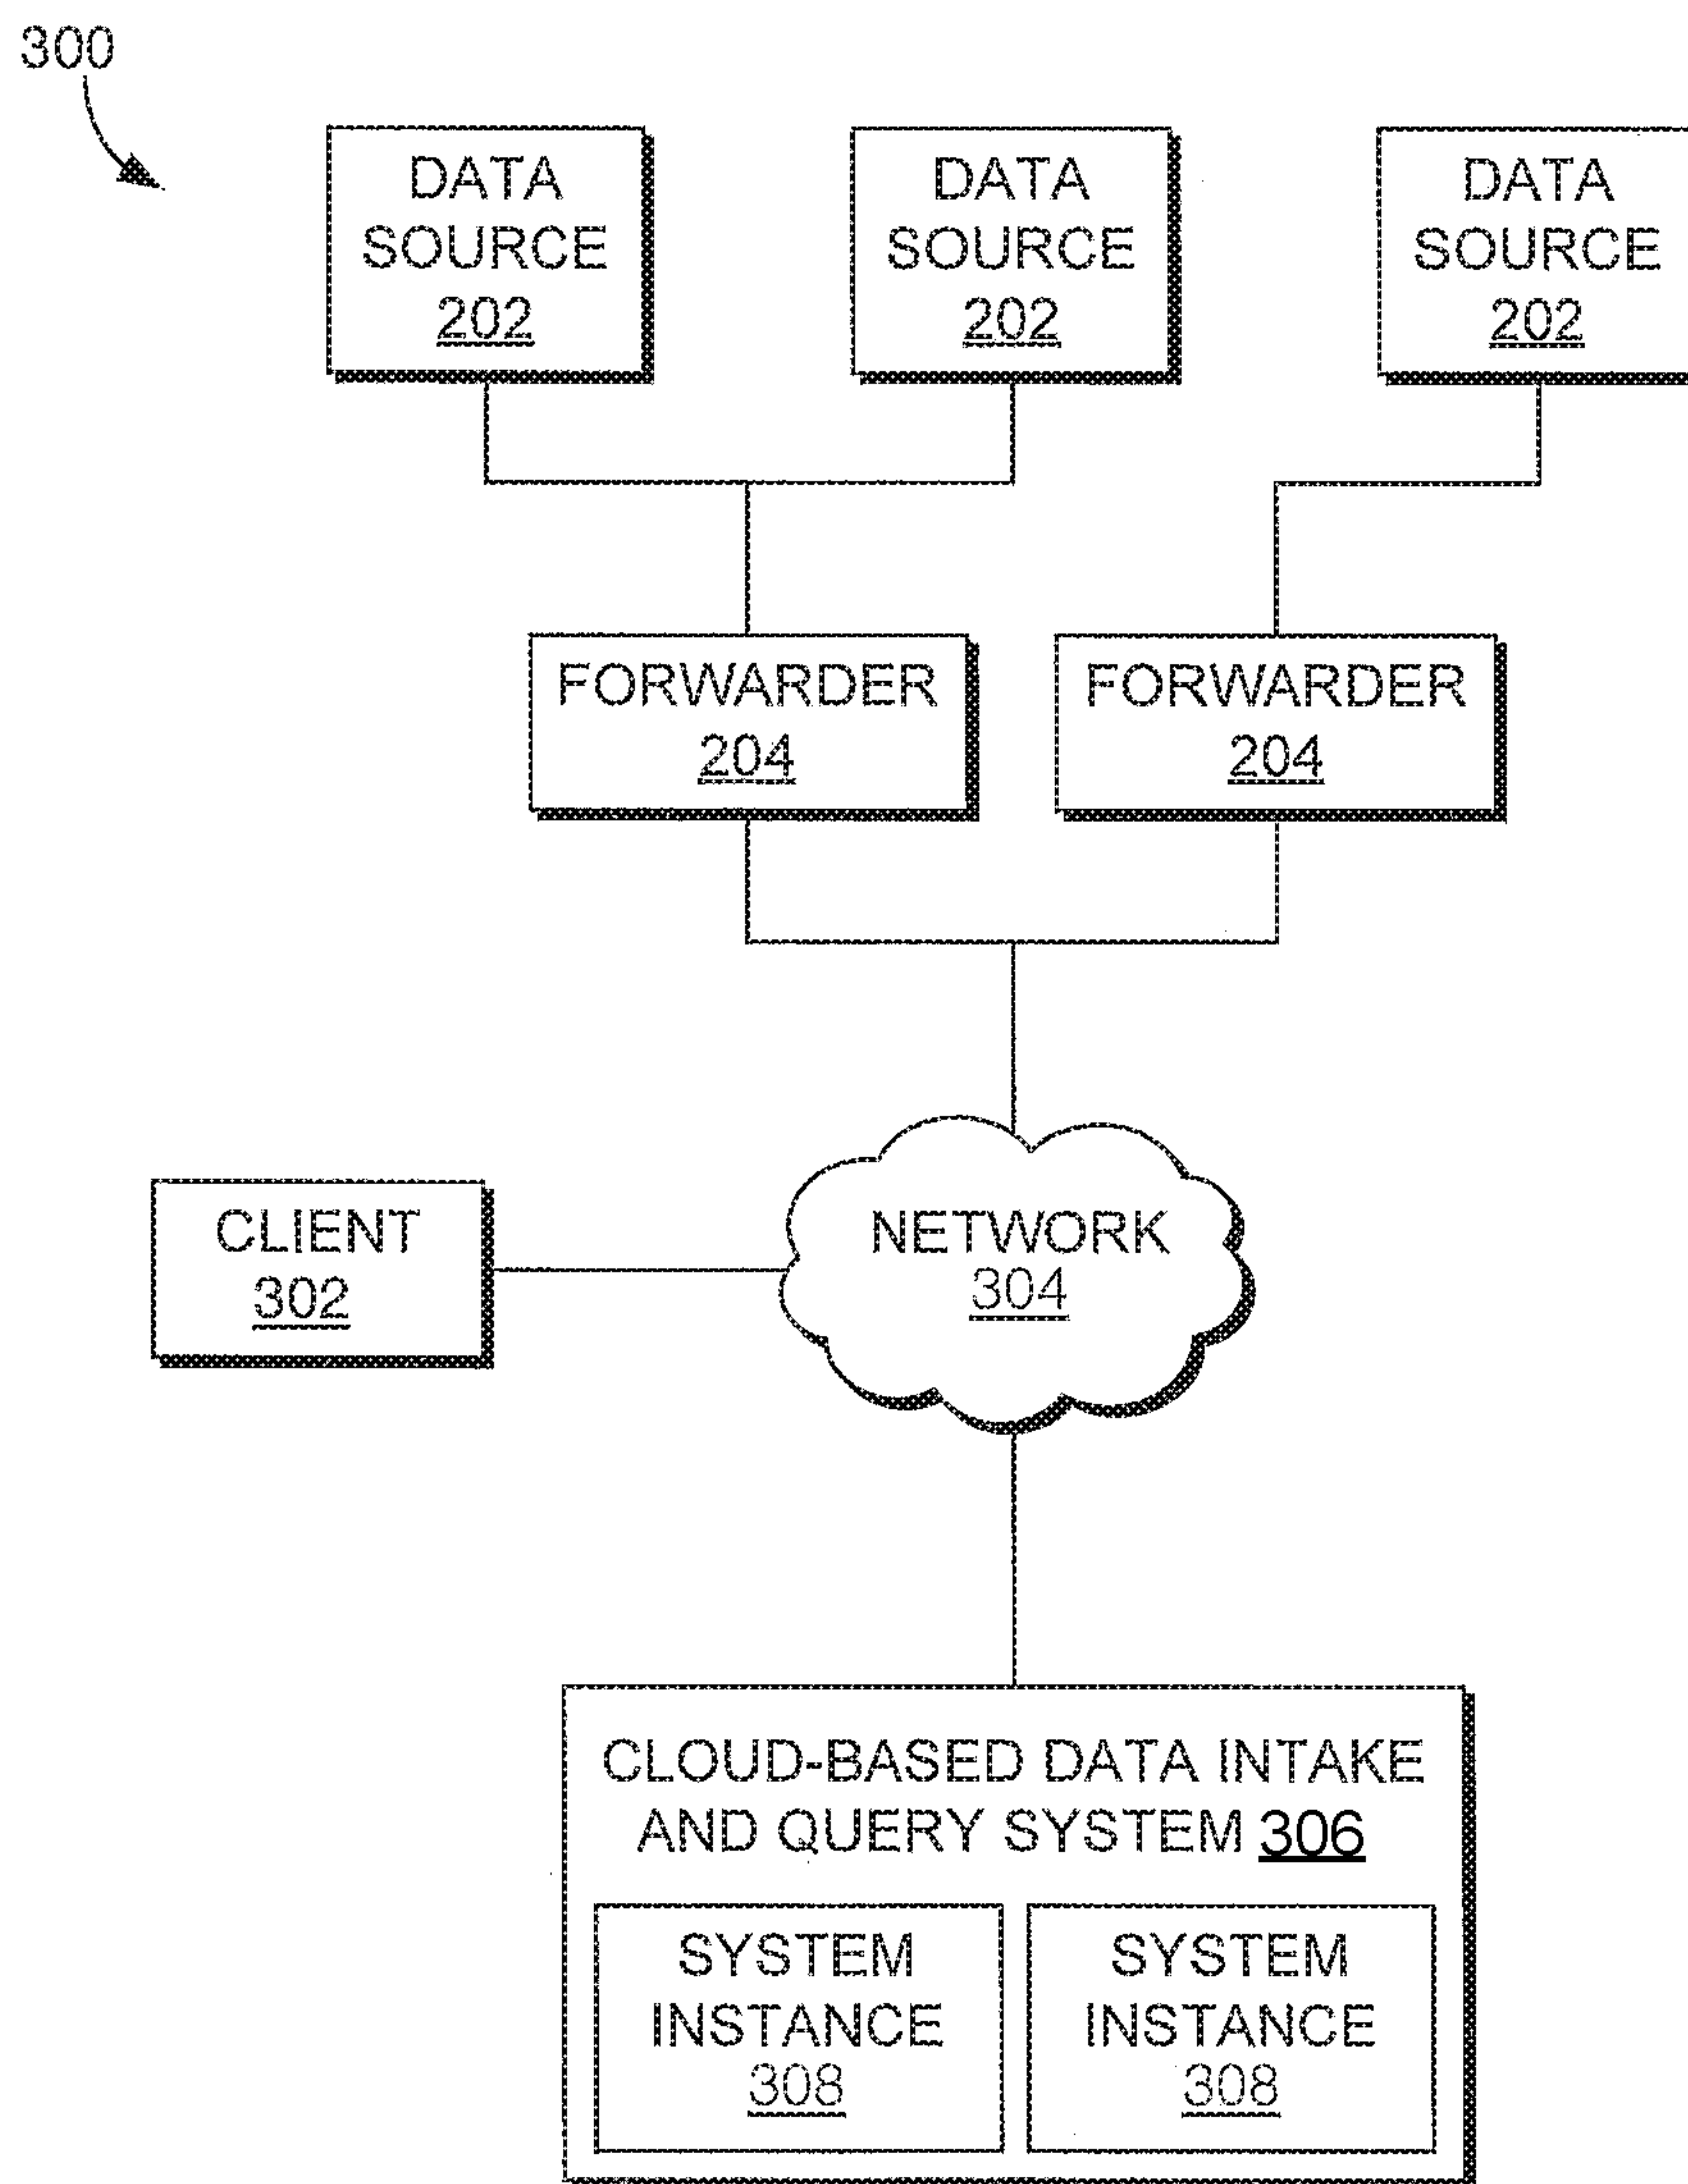 300
DATA
SOURCE
202
DATA
SOURCE
202
DATA
SOURCE
202
FORWARDER
204
FORWARDER
204
CLIENT
302
NETWORK
304
CLOUD-BASED DATA INTAKE
AND QUERY SYSTEM 306
SYSTEM
INSTANCE
308
SYSTEM
INSTANCE
308